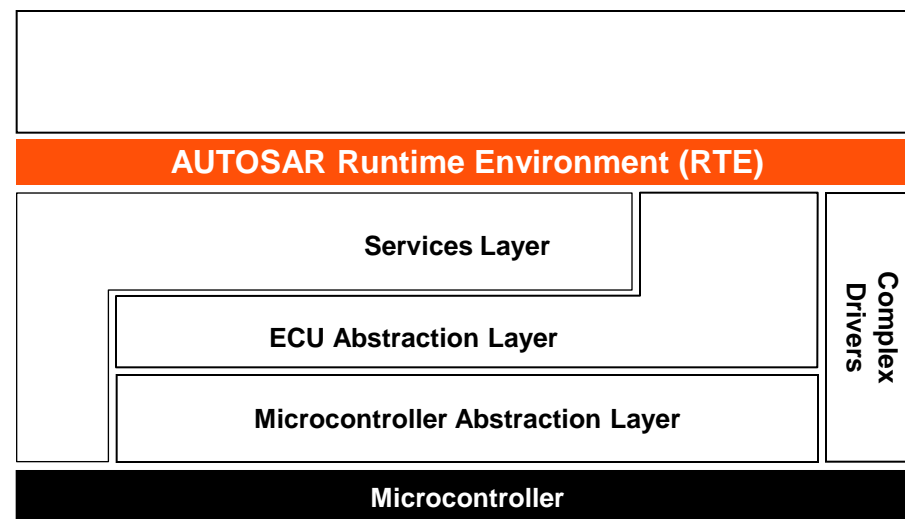 AUTOSAR Runtime Environment (RTE)
Services Layer
Complex
Drivers
ECU Abstraction Layer
Microcontroller Abstraction Layer
Microcontroller